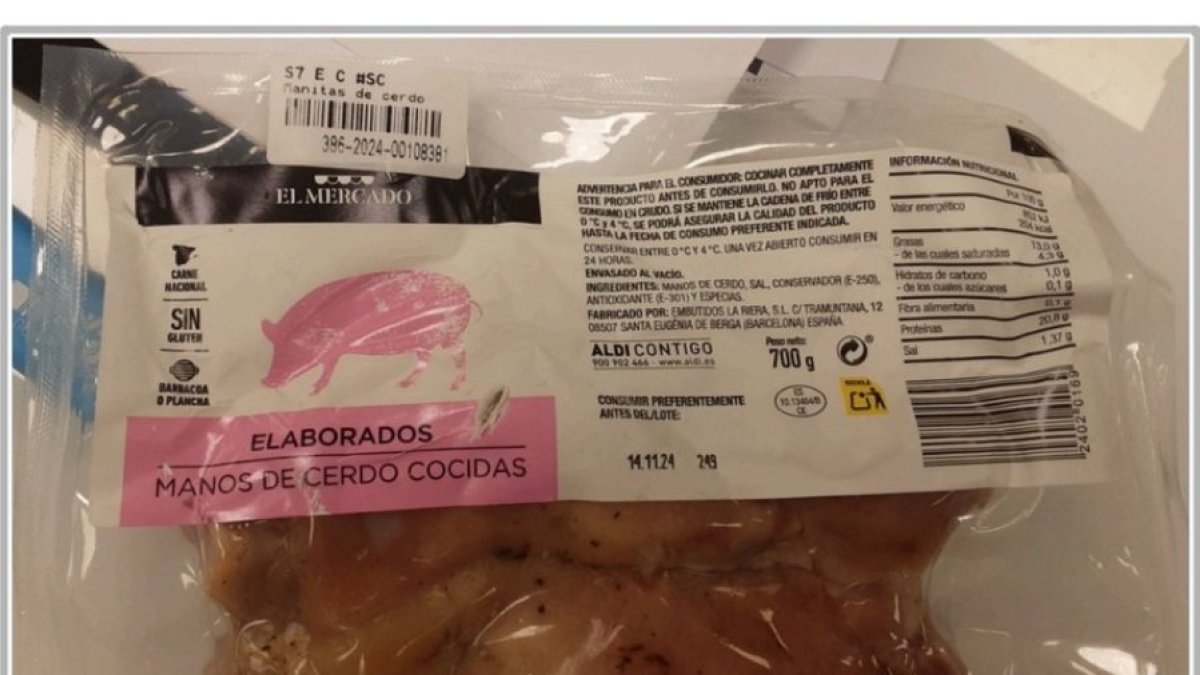 S7 E C #SC
Manitas de cerdo
386-2024-0010838
EL MERCADO
CARNE
NACIONAL
SIN
GLUTEN
BARBACOA
O PLANCHA
ELABORADOS
MANOS DE CERDO COCIDAS
ADVERTENCIA PARA EL CONSUMIDOR: COCINAR COMPLETAMENTE
ESTE PRODUCTO ANTES DE CONSUMIRLO. NO APTO PARA EL
CONSUMO EN CRUDO. SI SE MANTIENE LA CADENA DE FRÍO ENTRE
0 °C Y 4 °C, SE PODRÁ ASEGURAR LA CALIDAD DEL PRODUCTO
HASTA LA FECHA DE CONSUMO PREFERENTE INDICADA.
CONSERVAR ENTRE 0°C Y 4°C. UNA VEZ ABIERTO CONSUMIR EN
24 HORAS.
ENVASADO AL VACÍO.
INGREDIENTES: MANOS DE CERDO, SAL, CONSERVADOR (E-250),
ANTIOXIDANTE (E-301) Y ESPECIAS.
FABRICADO POR: EMBUTIDOS LA RIERA, S.L. C/ TRAMUNTANA, 12
08507 SANTA EUGÈNIA DE BERGA (BARCELONA) ESPAÑA
ALDI CONTIGO
900 902 466 - www.aldi.es
Peso neto:
700 g
CONSUMIR PREFERENTEMENTE
ANTES DEL/LOTE:
ES
10.13464/B
CE
14.11.24 249
INFORMACIÓN NUTRICIONAL
Por 100 g
Valor energético
204 kcal
Grasas 13,0 g
- de las cuales saturadas 4,3 g
Hidratos de carbono 1,0 g
- de los cuales azúcares 0,1 g
Fibra alimentaria 0,1 g
Proteínas 20,8 g
Sal 1,37 g